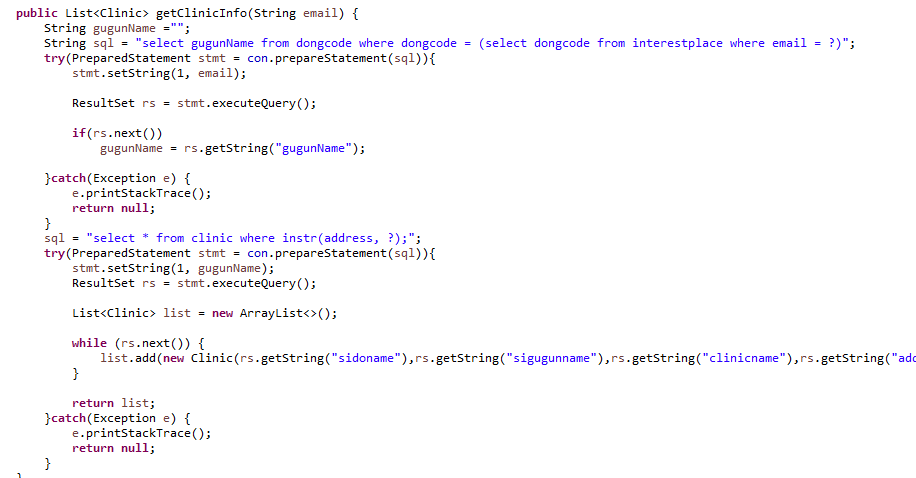 public List<Clinic> getClinicInfo(String email) {
    String gugunName ="";
    String sql = "select gugunName from dongcode where dongcode = (select dongcode from interestplace where email = ?)";
    try(PreparedStatement stmt = con.prepareStatement(sql)){
        stmt.setString(1, email);

        ResultSet rs = stmt.executeQuery();

        if(rs.next())
            gugunName = rs.getString("gugunName");

    }catch(Exception e) {
        e.printStackTrace();
        return null;
    }
    sql = "select * from clinic where instr(address, ?);";
    try(PreparedStatement stmt = con.prepareStatement(sql)){
        stmt.setString(1, gugunName);
        ResultSet rs = stmt.executeQuery();

        List<Clinic> list = new ArrayList<>();

        while (rs.next()) {
            list.add(new Clinic(rs.getString("sidoname"),rs.getString("sigugunname"),rs.getString("clinicname"),rs.getString("add
        }

        return list;
    }catch(Exception e) {
        e.printStackTrace();
        return null;
    }
}